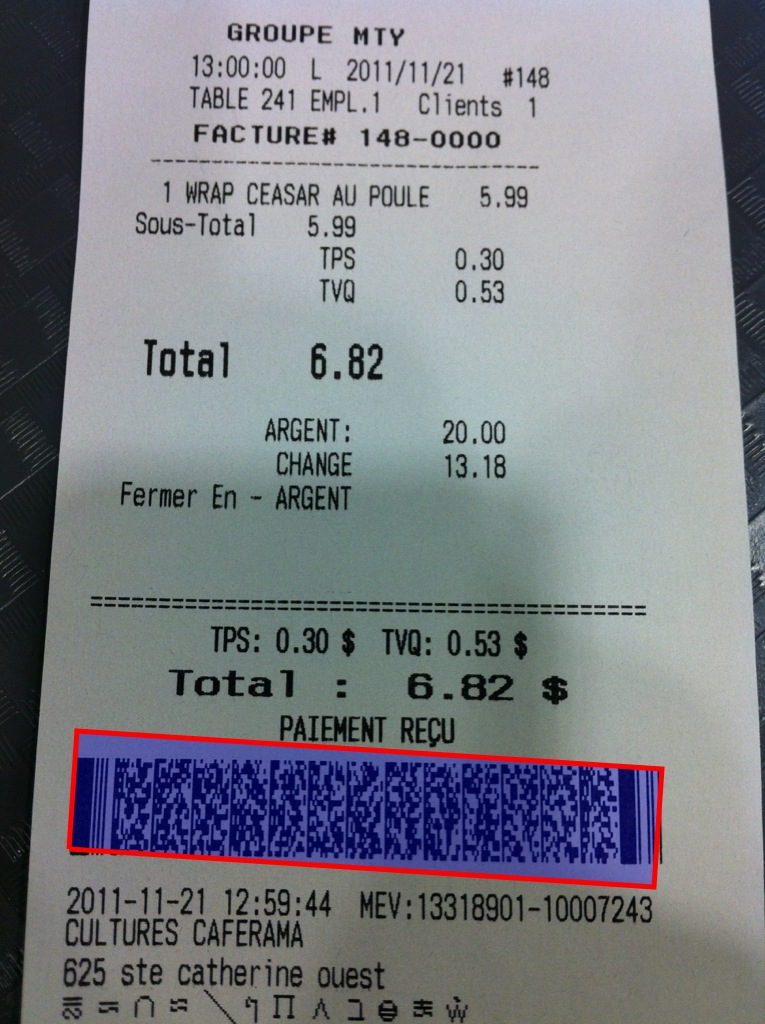 GROUPE MTY
13:00:00 L 2011/11/21 #148
TABLE 241 EMPL.1 Clients 1
FACTURE# 148-0000
1 WRAP CEASAR AU POULE 5.99
Sous-Total 5.99
TPS 0.30
TVQ 0.53
Total 6.82
ARGENT: 20.00
CHANGE 13.18
Fermer En - ARGENT
TPS: 0.30 $ TVQ: 0.53 $
Total : 6.82 $
PAIEMENT REÇU
2011-11-21 12:59:44 MEV:13318901-10007243
CULTURES CAFERAMA
625 ste catherine ouest